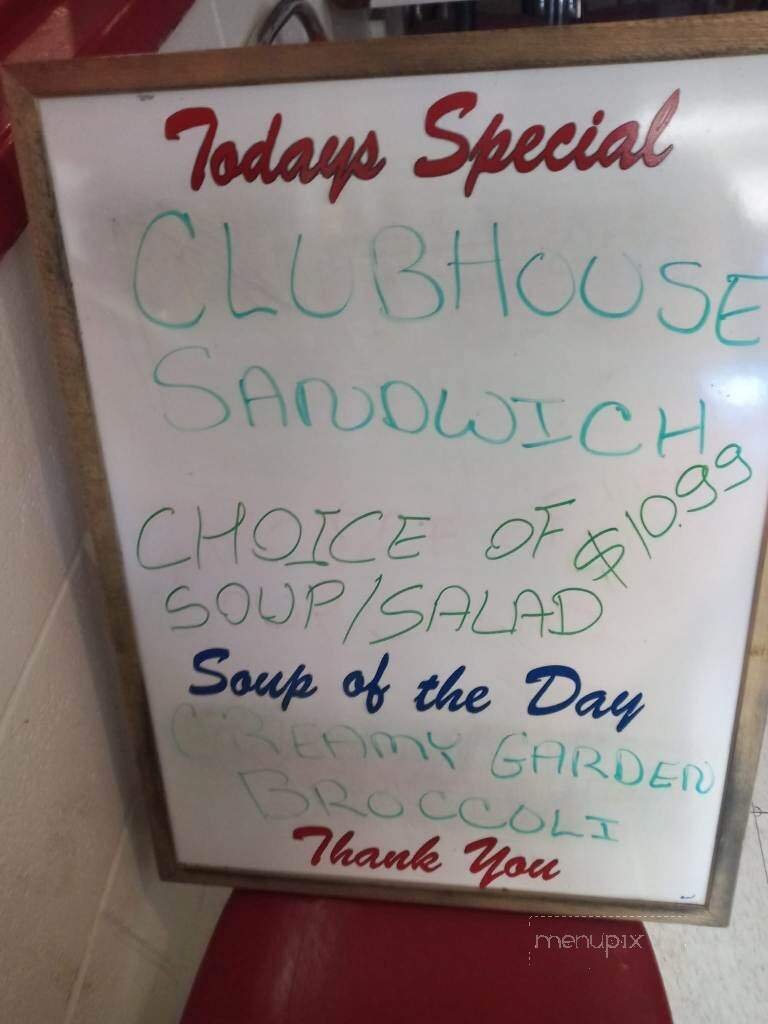 Todays Special
CLUBHOUSE
SANDWICH
CHOICE OF $10.99
SOUP/SALAD
Soup of the Day
CREAMY GARDEN
BROCCOLI
Thank You
menupix